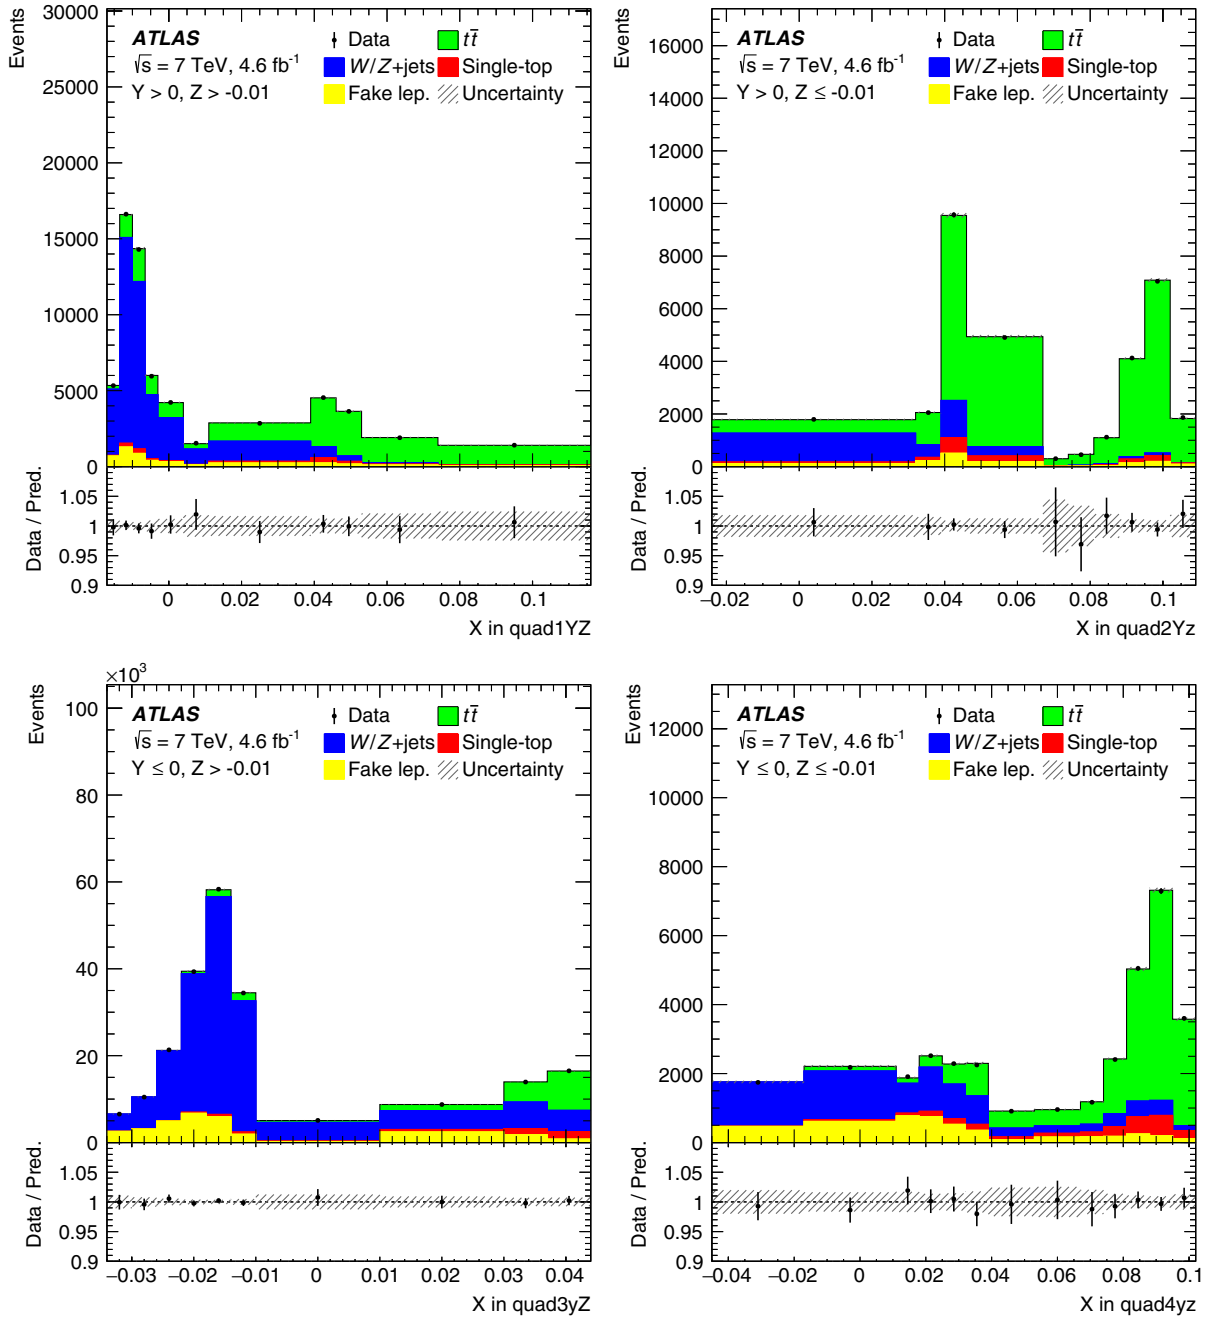 Events
30000
25000
20000
15000
10000
5000
0
ATLAS
√s = 7 TeV, 4.6 fb-1
Y > 0, Z > -0.01
Data
tt̄
W/Z+jets
Single-top
Fake lep.
Uncertainty
Data / Pred.
1.05
1
0.95
0.9
0 0.02 0.04 0.06 0.08 0.1
X in quad1YZ
Events
16000
14000
12000
10000
8000
6000
4000
2000
0
ATLAS
√s = 7 TeV, 4.6 fb-1
Y > 0, Z ≤ -0.01
Data
tt̄
W/Z+jets
Single-top
Fake lep.
Uncertainty
Data / Pred.
1.05
1
0.95
0.9
−0.02 0 0.02 0.04 0.06 0.08 0.1
X in quad2Yz
×10³
Events
100
80
60
40
20
0
ATLAS
√s = 7 TeV, 4.6 fb-1
Y ≤ 0, Z > -0.01
Data
tt̄
W/Z+jets
Single-top
Fake lep.
Uncertainty
Data / Pred.
1.05
1
0.95
0.9
−0.03 −0.02 −0.01 0 0.01 0.02 0.03 0.04
X in quad3yZ
Events
12000
10000
8000
6000
4000
2000
0
ATLAS
√s = 7 TeV, 4.6 fb-1
Y ≤ 0, Z ≤ -0.01
Data
tt̄
W/Z+jets
Single-top
Fake lep.
Uncertainty
Data / Pred.
1.05
1
0.95
0.9
−0.04 −0.02 0 0.02 0.04 0.06 0.08 0.1
X in quad4yz